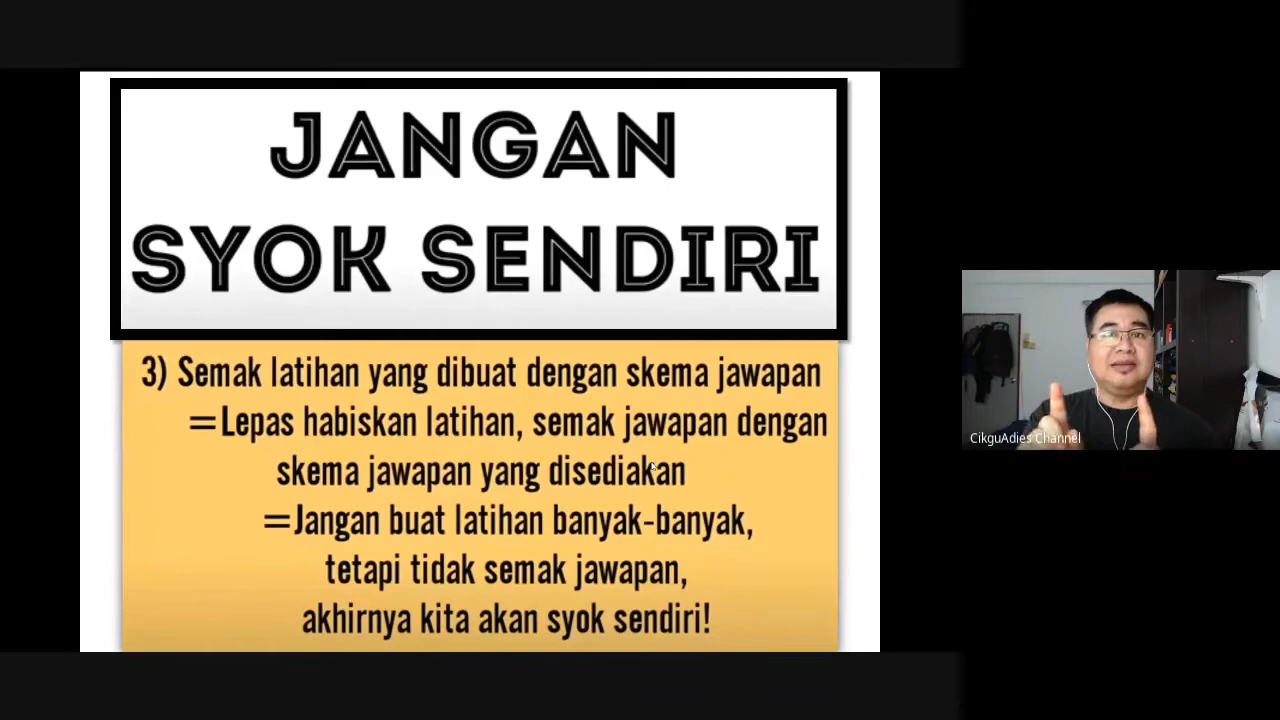 JANGAN
SYOK SENDIRI
3) Semak latihan yang dibuat dengan skema jawapan
=Lepas habiskan latihan, semak jawapan dengan
skema jawapan yang disediakan
=Jangan buat latihan banyak-banyak,
tetapi tidak semak jawapan,
akhirnya kita akan syok sendiri!
CikguAdies Channel